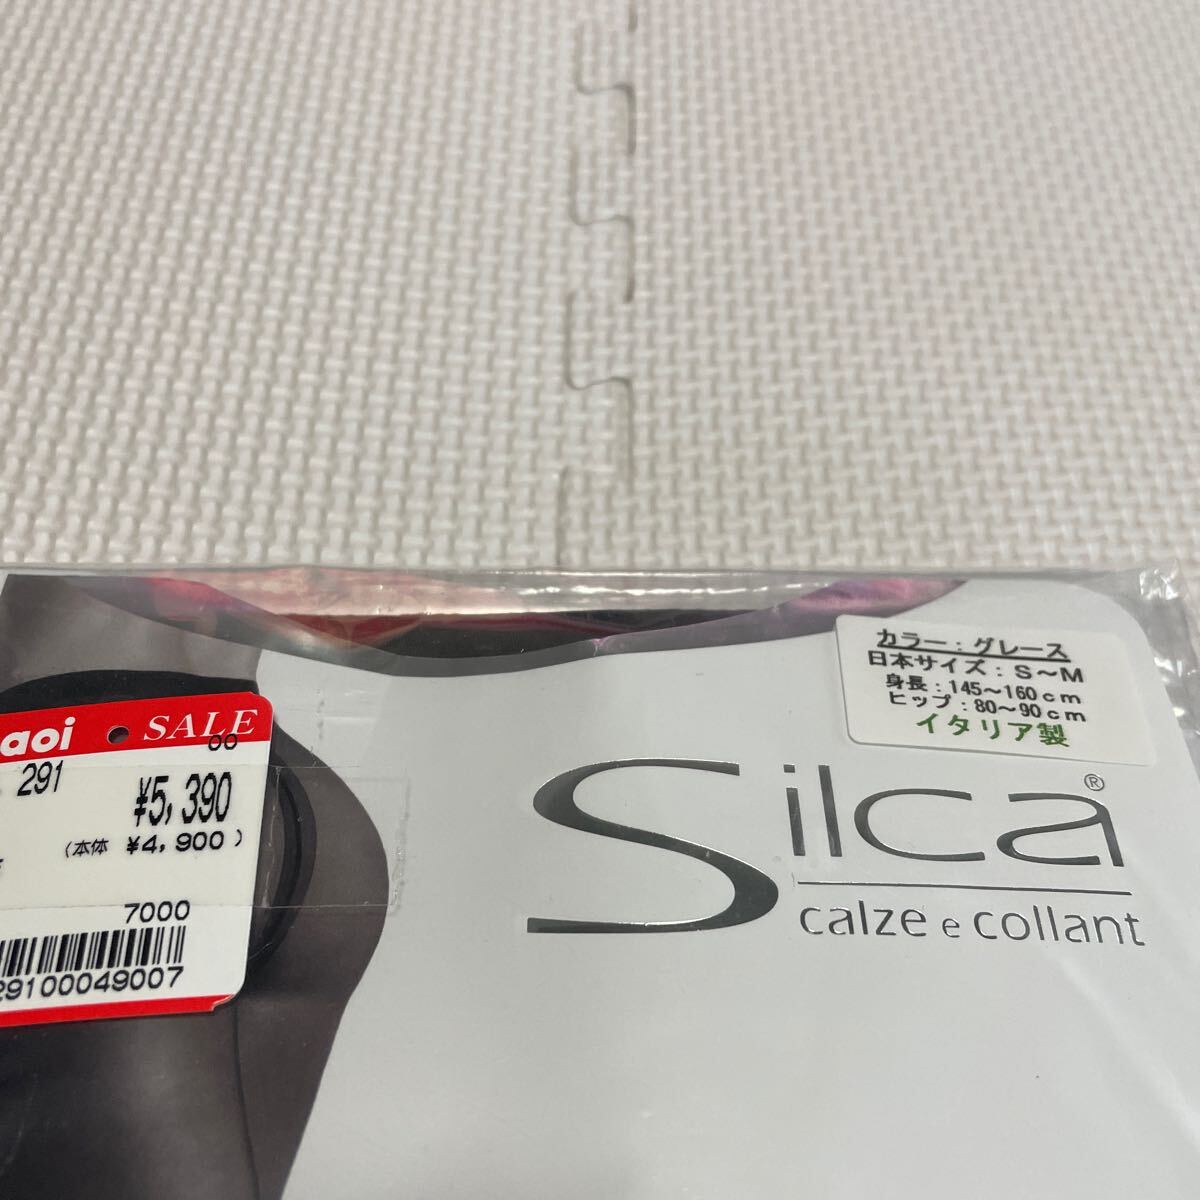 カラー：グレース
日本サイズ：S～M
身長：145～160cm
ヒップ：80～90cm
イタリア製
aoi SALE
00
291
¥5,390
(本体 ¥4,900)
7000
29100049007
Silca®
calze e collant